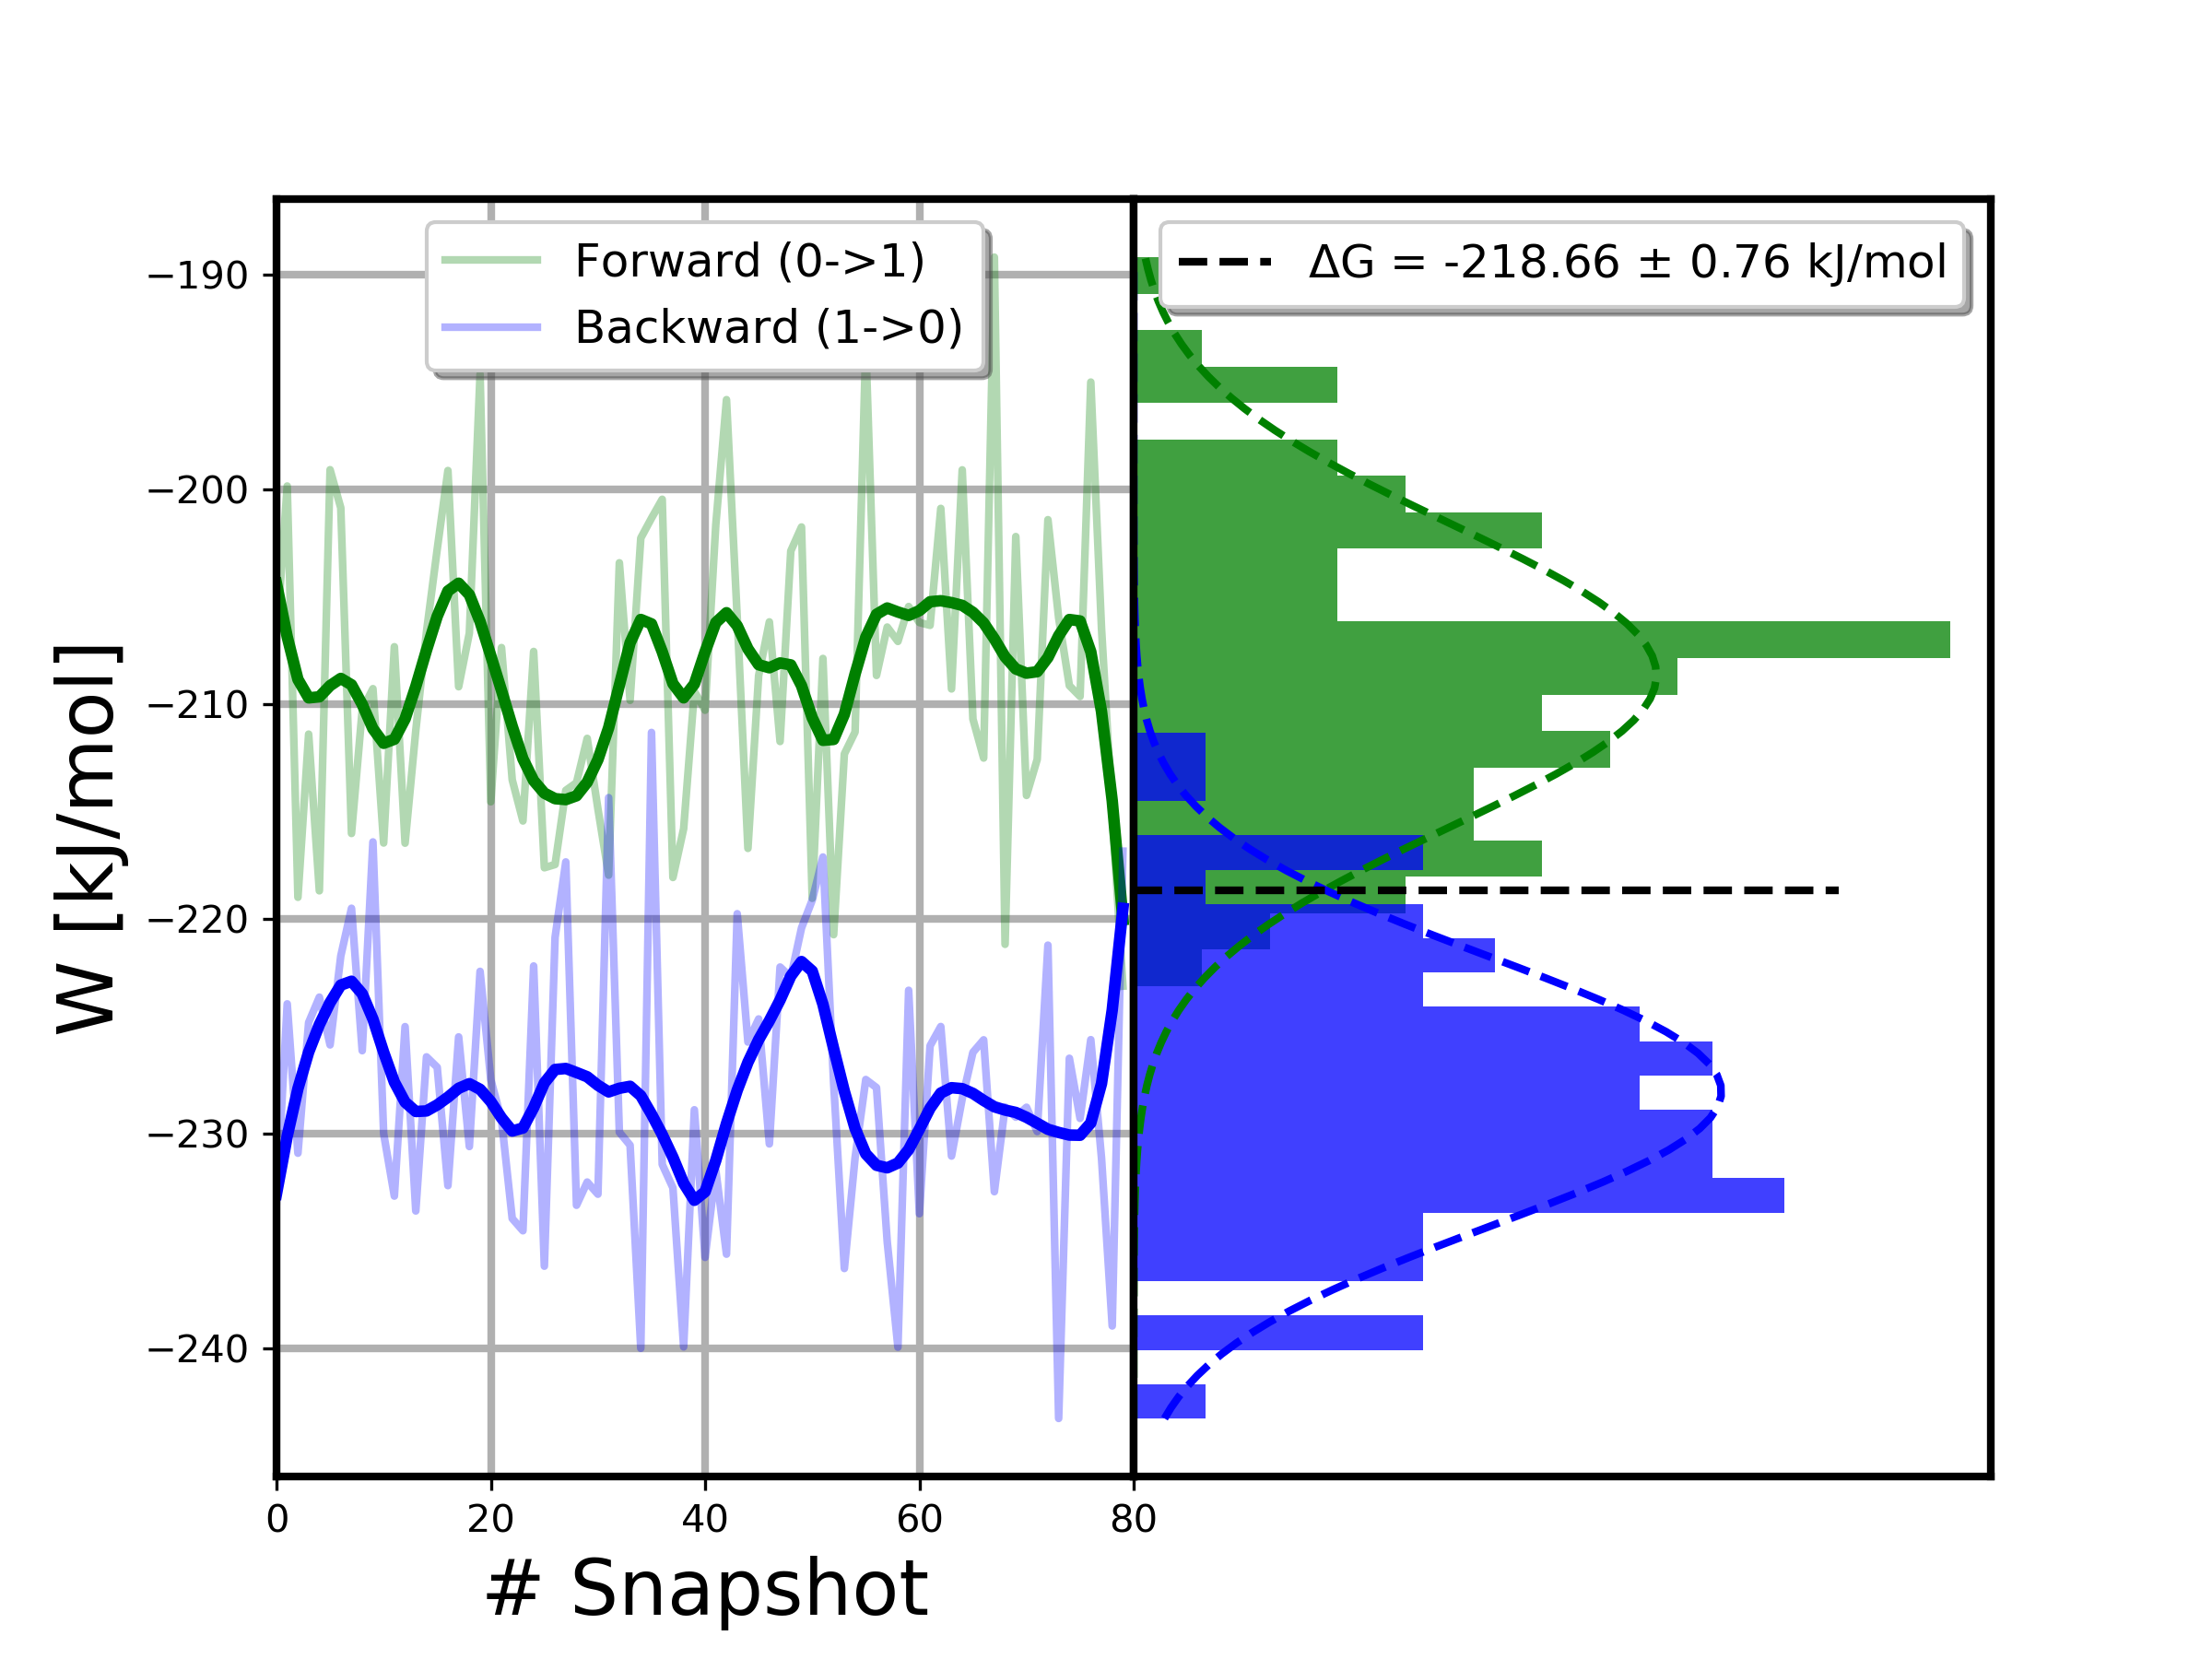 Forward (0->1)
Backward (1->0)
ΔG = -218.66 ± 0.76 kJ/mol
W [kJ/mol]
−190
−200
−210
−220
−230
−240
0 20 40 60 80
# Snapshot